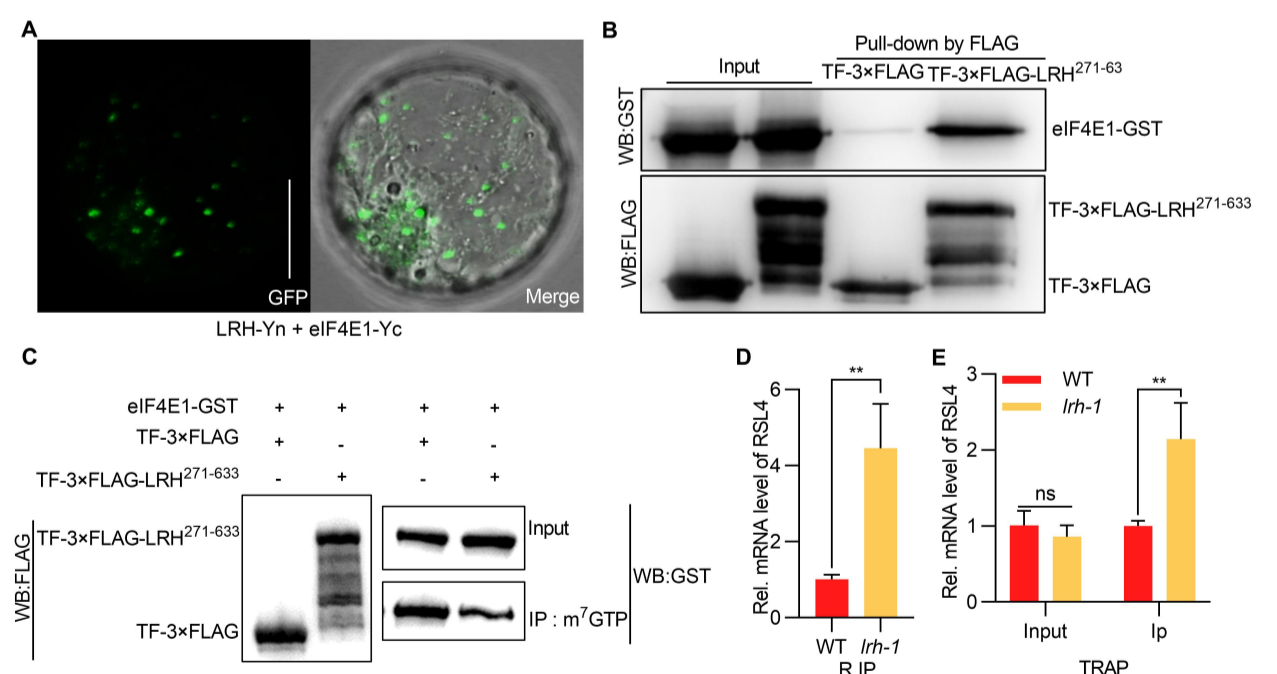 A
GFP
Merge
LRH-Yn + eIF4E1-Yc
B
Pull-down by FLAG
Input
TF-3×FLAG TF-3×FLAG-LRH271-63
WB:GST
eIF4E1-GST
WB:FLAG
TF-3×FLAG-LRH271-633
TF-3×FLAG
C
eIF4E1-GST + + + +
TF-3×FLAG + - + -
TF-3×FLAG-LRH271-633 - + - +
WB:FLAG
TF-3×FLAG-LRH271-633
TF-3×FLAG
Input
IP : m7GTP
WB:GST
D
Rel. mRNA level of RSL4
6
4
2
0
**
WT lrh-1
R IP
E
Rel. mRNA level of RSL4
3
2
1
0
WT
lrh-1
ns
**
Input Ip
TRAP